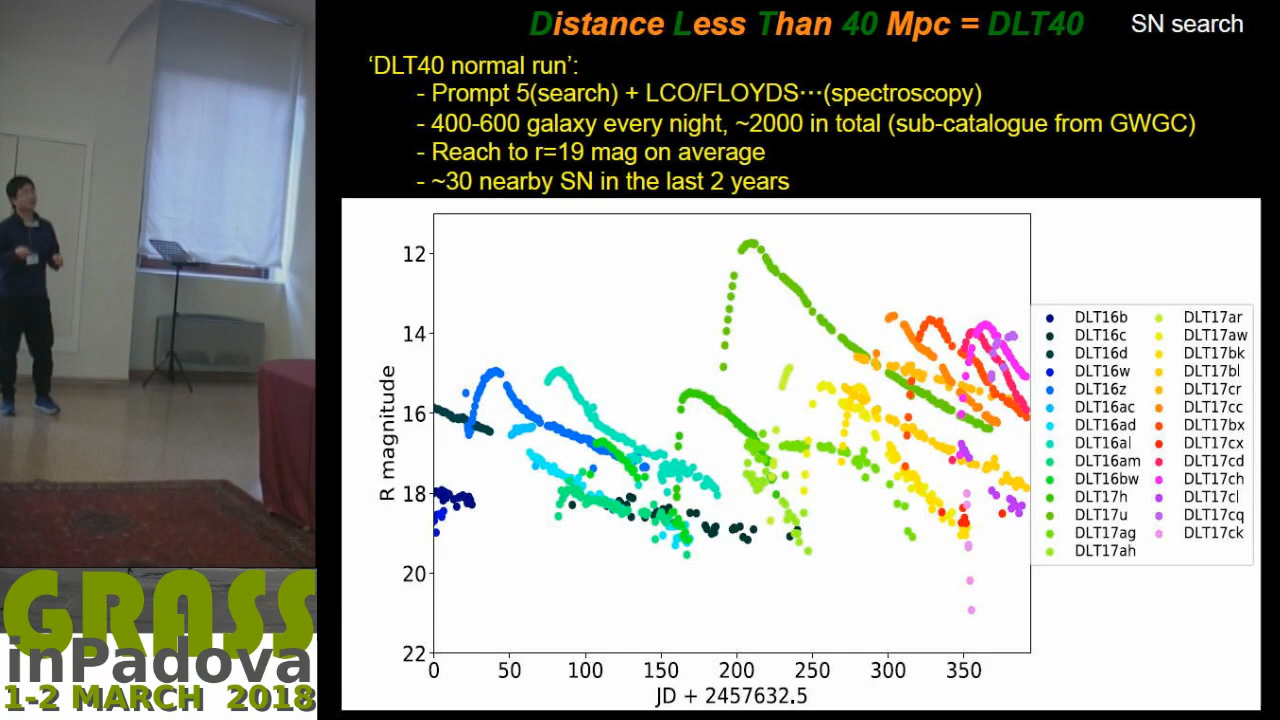 Distance Less Than 40 Mpc = DLT40
SN search
‘DLT40 normal run’:
- Prompt 5(search) + LCO/FLOYDS⋯(spectroscopy)
- 400-600 galaxy every night, ~2000 in total (sub-catalogue from GWGC)
- Reach to r=19 mag on average
- ~30 nearby SN in the last 2 years
R magnitude
12
14
16
18
20
22
0 50 100 150 200 250 300 350
JD + 2457632.5
DLT16b
DLT16c
DLT16d
DLT16w
DLT16z
DLT16ac
DLT16ad
DLT16al
DLT16am
DLT16bw
DLT17h
DLT17u
DLT17ag
DLT17ah
DLT17ar
DLT17aw
DLT17bk
DLT17bl
DLT17cr
DLT17cc
DLT17bx
DLT17cx
DLT17cd
DLT17ch
DLT17cl
DLT17cq
DLT17ck
GRASS
inPadova
1-2 MARCH 2018